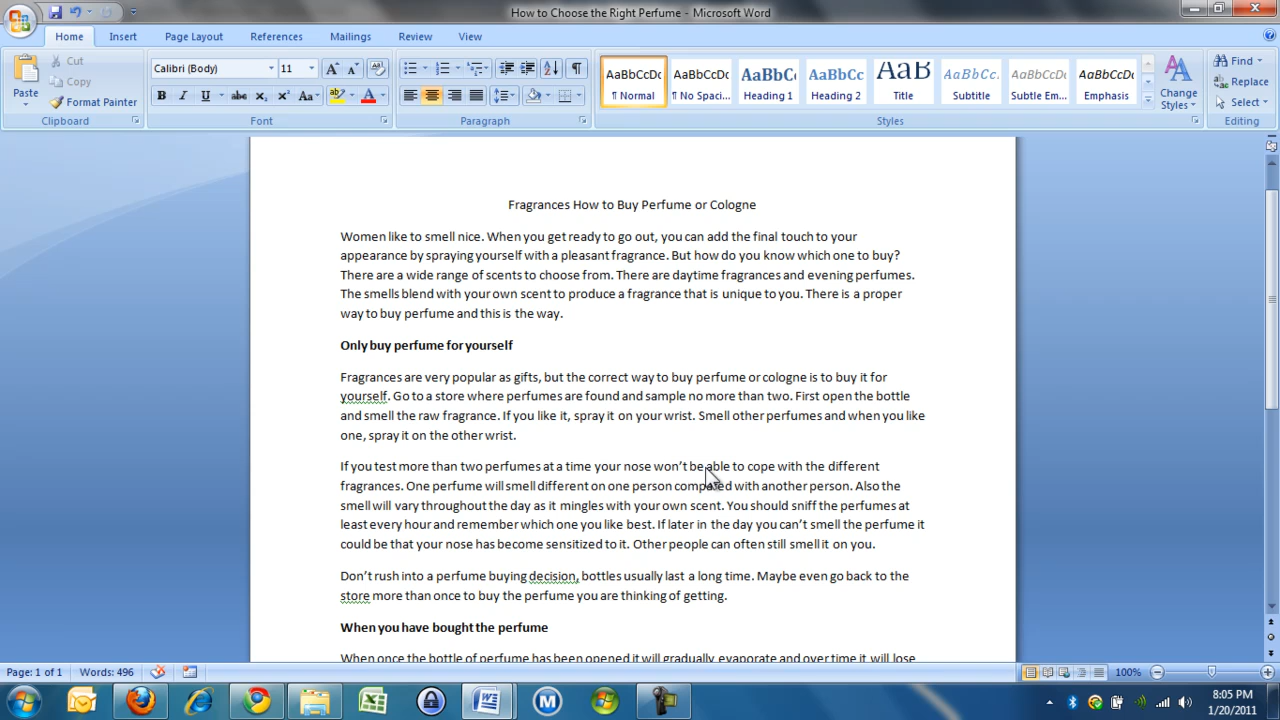 How to Choose the Right Perfume - Microsoft Word
Home Insert Page Layout References Mailings Review View
Paste
Cut
Copy
Format Painter
Clipboard
Calibri (Body) 11
Font
Paragraph
AaBbCcDc AaBbCcDc AaBbC AaBbCc AaB AaBbCc. AaBbCcDc AaBbCcDc
¶ Normal ¶ No Spaci... Heading 1 Heading 2 Title Subtitle Subtle Em... Emphasis
Styles
Change
Styles
Find
Replace
Select
Editing
Fragrances How to Buy Perfume or Cologne
Women like to smell nice. When you get ready to go out, you can add the final touch to your
appearance by spraying yourself with a pleasant fragrance. But how do you know which one to buy?
There are a wide range of scents to choose from. There are daytime fragrances and evening perfumes.
The smells blend with your own scent to produce a fragrance that is unique to you. There is a proper
way to buy perfume and this is the way.
Only buy perfume for yourself
Fragrances are very popular as gifts, but the correct way to buy perfume or cologne is to buy it for
yourself. Go to a store where perfumes are found and sample no more than two. First open the bottle
and smell the raw fragrance. If you like it, spray it on your wrist. Smell other perfumes and when you like
one, spray it on the other wrist.
If you test more than two perfumes at a time your nose won't be able to cope with the different
fragrances. One perfume will smell different on one person compared with another person. Also the
smell will vary throughout the day as it mingles with your own scent. You should sniff the perfumes at
least every hour and remember which one you like best. If later in the day you can't smell the perfume it
could be that your nose has become sensitized to it. Other people can often still smell it on you.
Don't rush into a perfume buying decision, bottles usually last a long time. Maybe even go back to the
store more than once to buy the perfume you are thinking of getting.
When you have bought the perfume
When once the bottle of perfume has been opened it will gradually evaporate and over time it will lose
Page: 1 of 1 Words: 496 100%
8:05 PM
1/20/2011